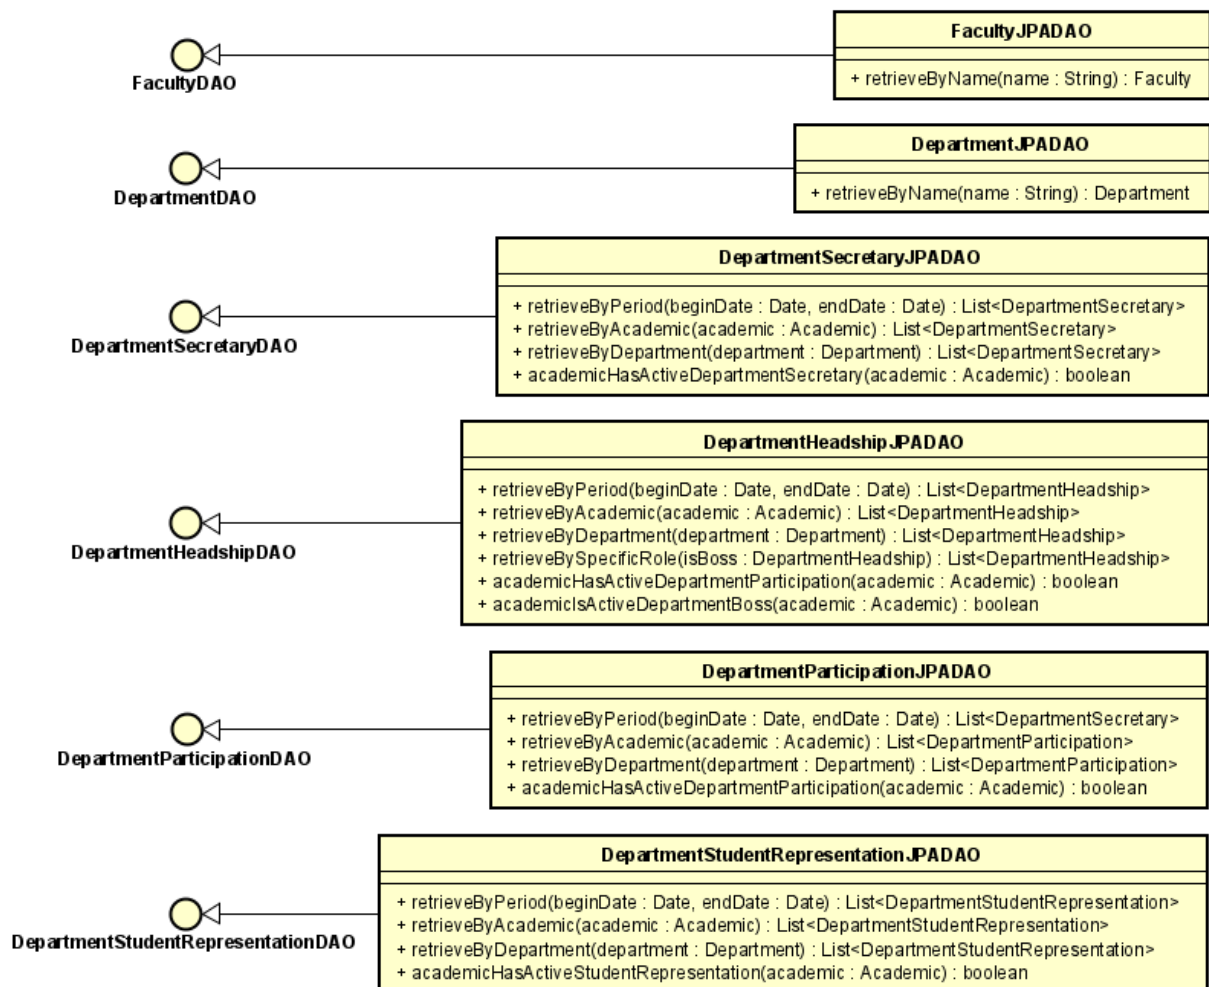 FacultyJPADAO
+ retrieveByName(name : String) : Faculty
FacultyDAO
DepartmentJPADAO
+ retrieveByName(name : String) : Department
DepartmentDAO
DepartmentSecretaryJPADAO
+ retrieveByPeriod(beginDate : Date, endDate : Date) : List<DepartmentSecretary>
+ retrieveByAcademic(academic : Academic) : List<DepartmentSecretary>
+ retrieveByDepartment(department : Department) : List<DepartmentSecretary>
+ academicHasActiveDepartmentSecretary(academic : Academic) : boolean
DepartmentSecretaryDAO
DepartmentHeadshipJPADAO
+ retrieveByPeriod(beginDate : Date, endDate : Date) : List<DepartmentHeadship>
+ retrieveByAcademic(academic : Academic) : List<DepartmentHeadship>
+ retrieveByDepartment(department : Department) : List<DepartmentHeadship>
+ retrieveBySpecificRole(isBoss : DepartmentHeadship) : List<DepartmentHeadship>
+ academicHasActiveDepartmentParticipation(academic : Academic) : boolean
+ academicIsActiveDepartmentBoss(academic : Academic) : boolean
DepartmentHeadshipDAO
DepartmentParticipationJPADAO
+ retrieveByPeriod(beginDate : Date, endDate : Date) : List<DepartmentSecretary>
+ retrieveByAcademic(academic : Academic) : List<DepartmentParticipation>
+ retrieveByDepartment(department : Department) : List<DepartmentParticipation>
+ academicHasActiveDepartmentParticipation(academic : Academic) : boolean
DepartmentParticipationDAO
DepartmentStudentRepresentationJPADAO
+ retrieveByPeriod(beginDate : Date, endDate : Date) : List<DepartmentStudentRepresentation>
+ retrieveByAcademic(academic : Academic) : List<DepartmentStudentRepresentation>
+ retrieveByDepartment(department : Department) : List<DepartmentStudentRepresentation>
+ academicHasActiveStudentRepresentation(academic : Academic) : boolean
DepartmentStudentRepresentationDAO